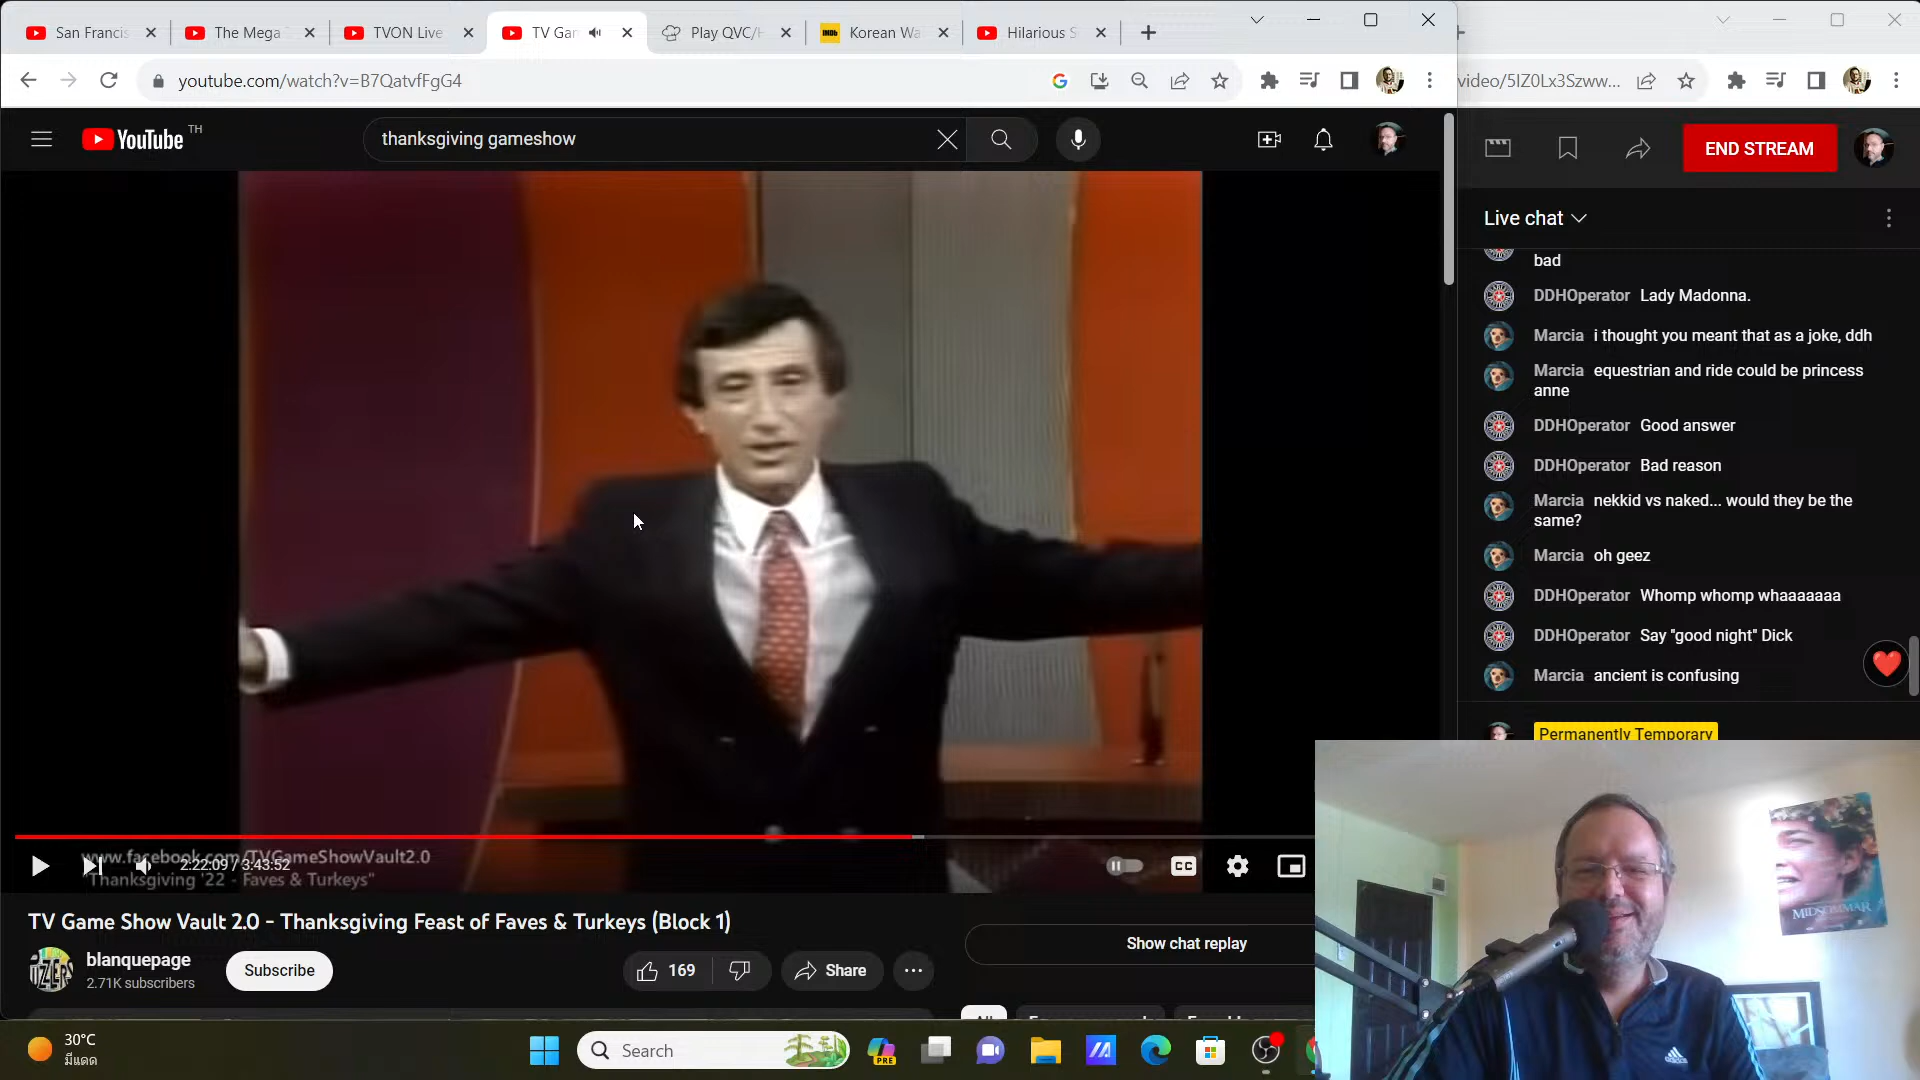 San Francis
The Mega
TVON Live
TV Gar
Play QVC/H
Korean Wa
Hilarious S
youtube.com/watch?v=B7QatvfFgG4
video/5IZ0Lx3Szww...
YouTube TH
thanksgiving gameshow
END STREAM
Live chat
bad
DDHOperator Lady Madonna.
Marcia i thought you meant that as a joke, ddh
Marcia equestrian and ride could be princess
anne
DDHOperator Good answer
DDHOperator Bad reason
Marcia nekkid vs naked... would they be the
same?
Marcia oh geez
DDHOperator Whomp whomp whaaaaaaa
DDHOperator Say "good night" Dick
Marcia ancient is confusing
Permanently Temporary
www.facebook.com/TVGameShowVault2.0
2:22:09 / 3:43:52
"Thanksgiving '22 - Faves & Turkeys"
CC
TV Game Show Vault 2.0 - Thanksgiving Feast of Faves & Turkeys (Block 1)
blanquepage
2.71K subscribers
Subscribe
169
Share
Show chat replay
MIDSOMMAR
30°C
มีแดด
Search
PRE